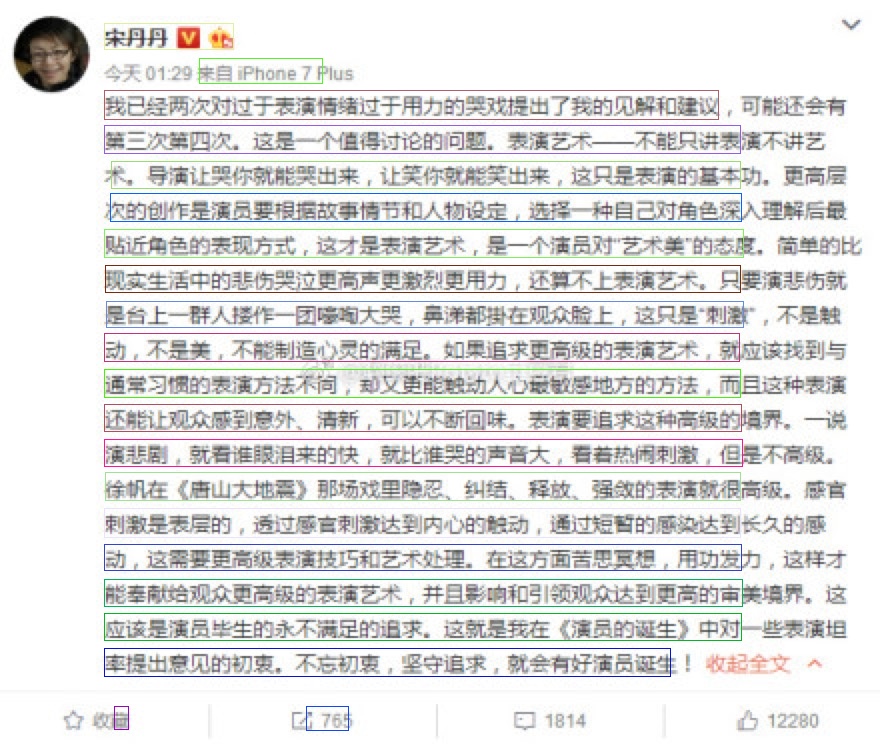 宋丹丹
今天 01:29 来自 iPhone 7 Plus
我已经两次对过于表演情绪过于用力的哭戏提出了我的见解和建议，可能还会有
第三次第四次。这是一个值得讨论的问题。表演艺术——不能只讲表演不讲艺
术。导演让哭你就能哭出来，让笑你就能笑出来，这只是表演的基本功。更高层
次的创作是演员要根据故事情节和人物设定，选择一种自己对角色深入理解后最
贴近角色的表现方式，这才是表演艺术，是一个演员对“艺术美”的态度。简单的比
现实生活中的悲伤哭泣更高声更激烈更用力，还算不上表演艺术。只要演悲伤就
是台上一群人搂作一团嚎啕大哭，鼻涕都掛在观众脸上，这只是“刺激”，不是触
动，不是美，不能制造心灵的满足。如果追求更高级的表演艺术，就应该找到与
通常习惯的表演方法不同，却又更能触动人心最敏感地方的方法，而且这种表演
还能让观众感到意外、清新，可以不断回味。表演要追求这种高级的境界。一说
演悲剧，就看谁眼泪来的快，就比谁哭的声音大，看着热闹刺激，但是不高级。
徐帆在《唐山大地震》那场戏里隐忍、纠结、释放、强敛的表演就很高级。感官
刺激是表层的，透过感官刺激达到内心的触动，通过短暂的感染达到长久的感
动，这需要更高级表演技巧和艺术处理。在这方面苦思冥想，用功发力，这样才
能奉献给观众更高级的表演艺术，并且影响和引领观众达到更高的审美境界。这
应该是演员毕生的永不满足的追求。这就是我在《演员的诞生》中对一些表演坦
率提出意见的初衷。不忘初衷，坚守追求，就会有好演员诞生！ 收起全文
收藏 765 1814 12280